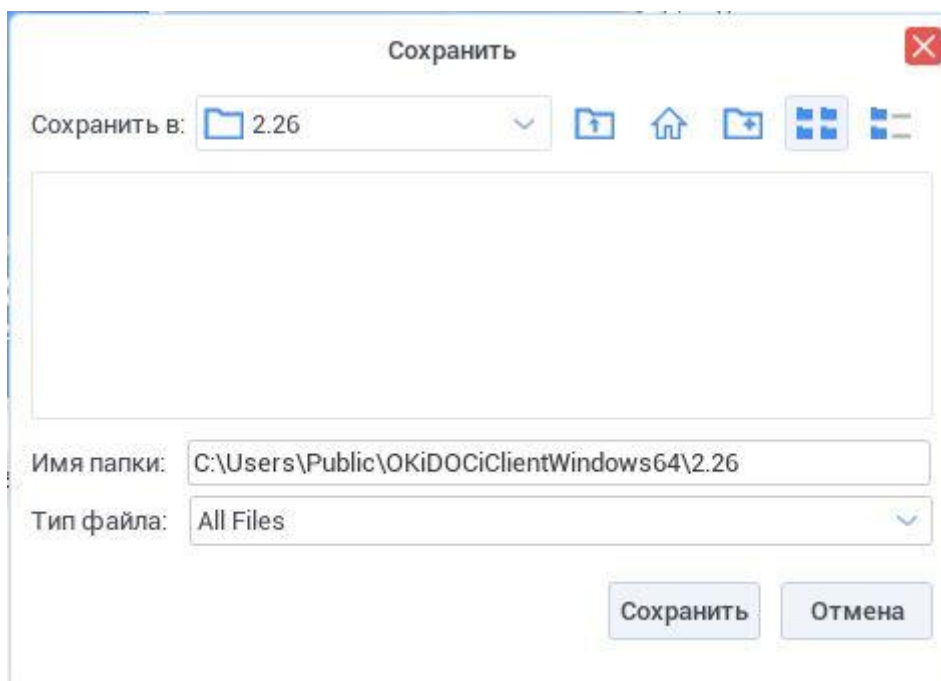 Сохранить
Сохранить в: 2.26
Имя папки: C:\Users\Public\OKiDOCiClientWindows64\2.26
Тип файла: All Files
Сохранить Отмена